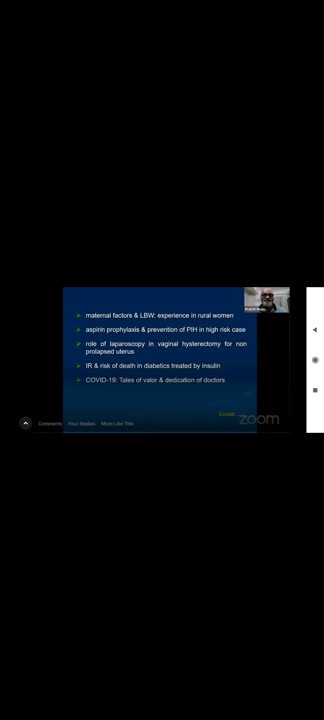 ➢ maternal factors & LBW: experience in rural women
➢ aspirin prophylaxis & prevention of PIH in high risk case
➢ role of laparoscopy in vaginal hysterectomy for non
prolapsed uterus
➢ IR & risk of death in diabetics treated by insulin
➢ COVID-19: Tales of valor & dedication of doctors
zoom
Comments Your Review More Like This